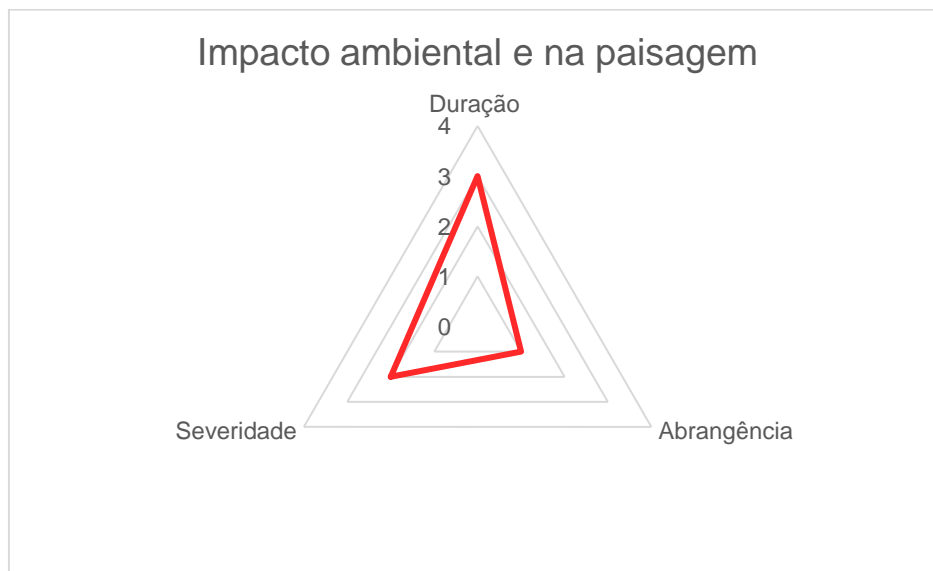 Impacto ambiental e na paisagem
Duração
4
3
2
1
0
Severidade
Abrangência